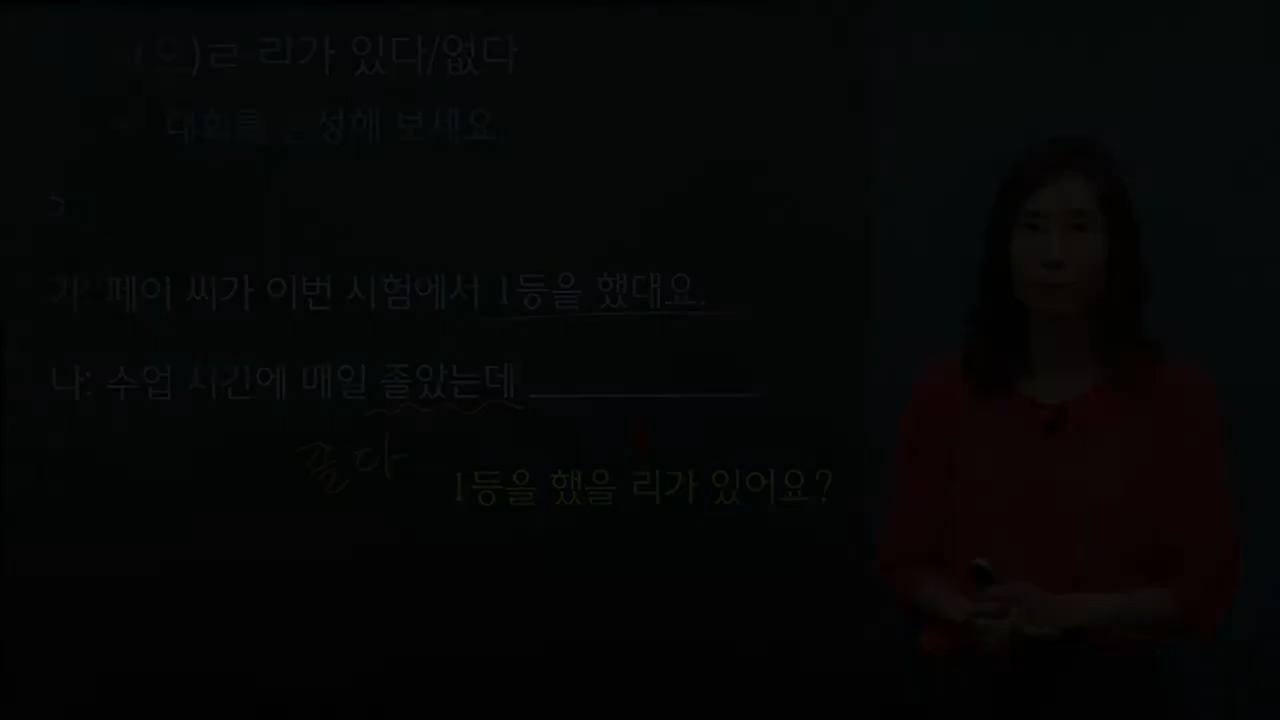 (으)ㄹ 리가 있다/없다
대화를 완성해 보세요
5.
가: 페이 씨가 이번 시험에서 1등을 했대요.
나: 수업 시간에 매일 졸았는데
졸다
1등을 했을 리가 있어요?